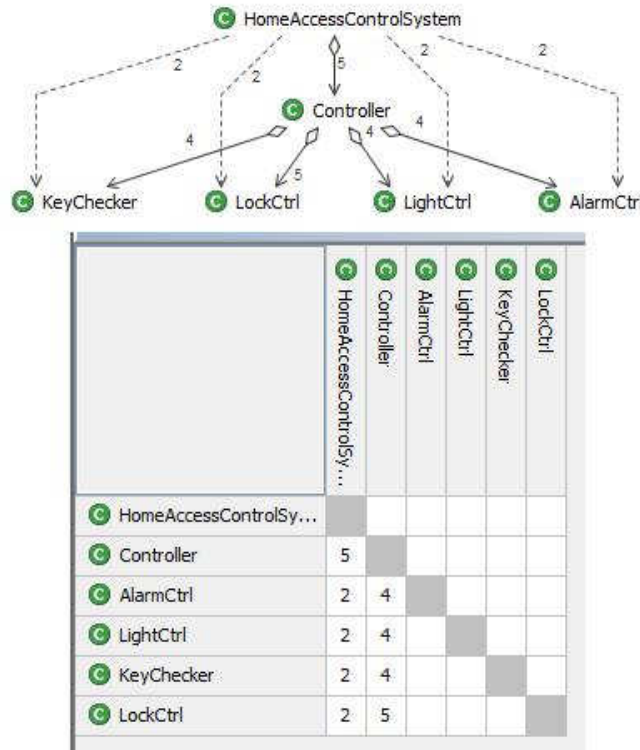 C HomeAccessControlSystem
2 2 5 2 2
C Controller
4 5 4 4
C KeyChecker C LockCtrl C LightCtrl C AlarmCtrl
C HomeAccessControlSy...
C Controller
C AlarmCtrl
C LightCtrl
C KeyChecker
C LockCtrl
C HomeAccessControlSy...
C Controller 5
C AlarmCtrl 2 4
C LightCtrl 2 4
C KeyChecker 2 4
C LockCtrl 2 5